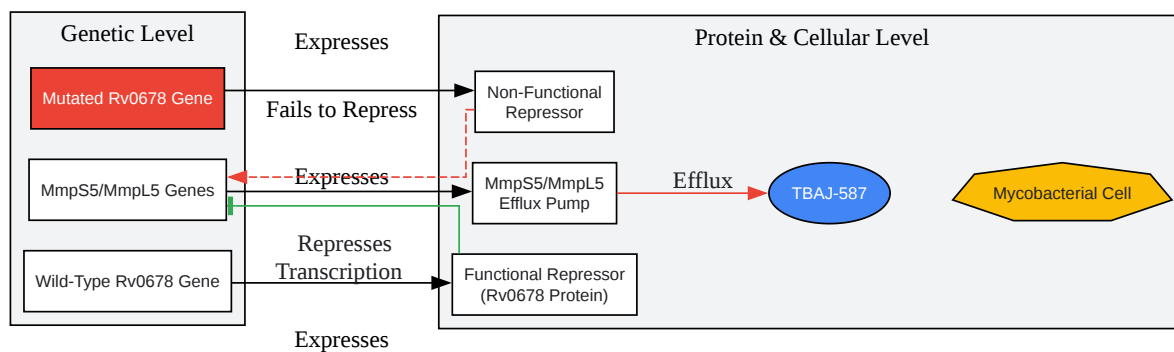 Genetic Level
Expresses
Protein & Cellular Level
Mutated Rv0678 Gene
Fails to Repress
Non-Functional
Repressor
MmpS5/MmpL5 Genes
Expresses
MmpS5/MmpL5
Efflux Pump
Efflux
TBAJ-587
Mycobacterial Cell
Wild-Type Rv0678 Gene
Represses
Transcription
Functional Repressor
(Rv0678 Protein)
Expresses